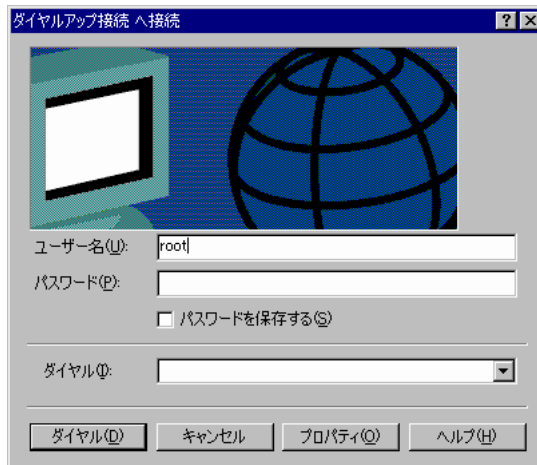 ダイヤルアップ接続 へ接続
ユーザー名(U): root
パスワード(P):
パスワードを保存する(S)
ダイヤル(I):
ダイヤル(D) キャンセル プロパティ(O) ヘルプ(H)